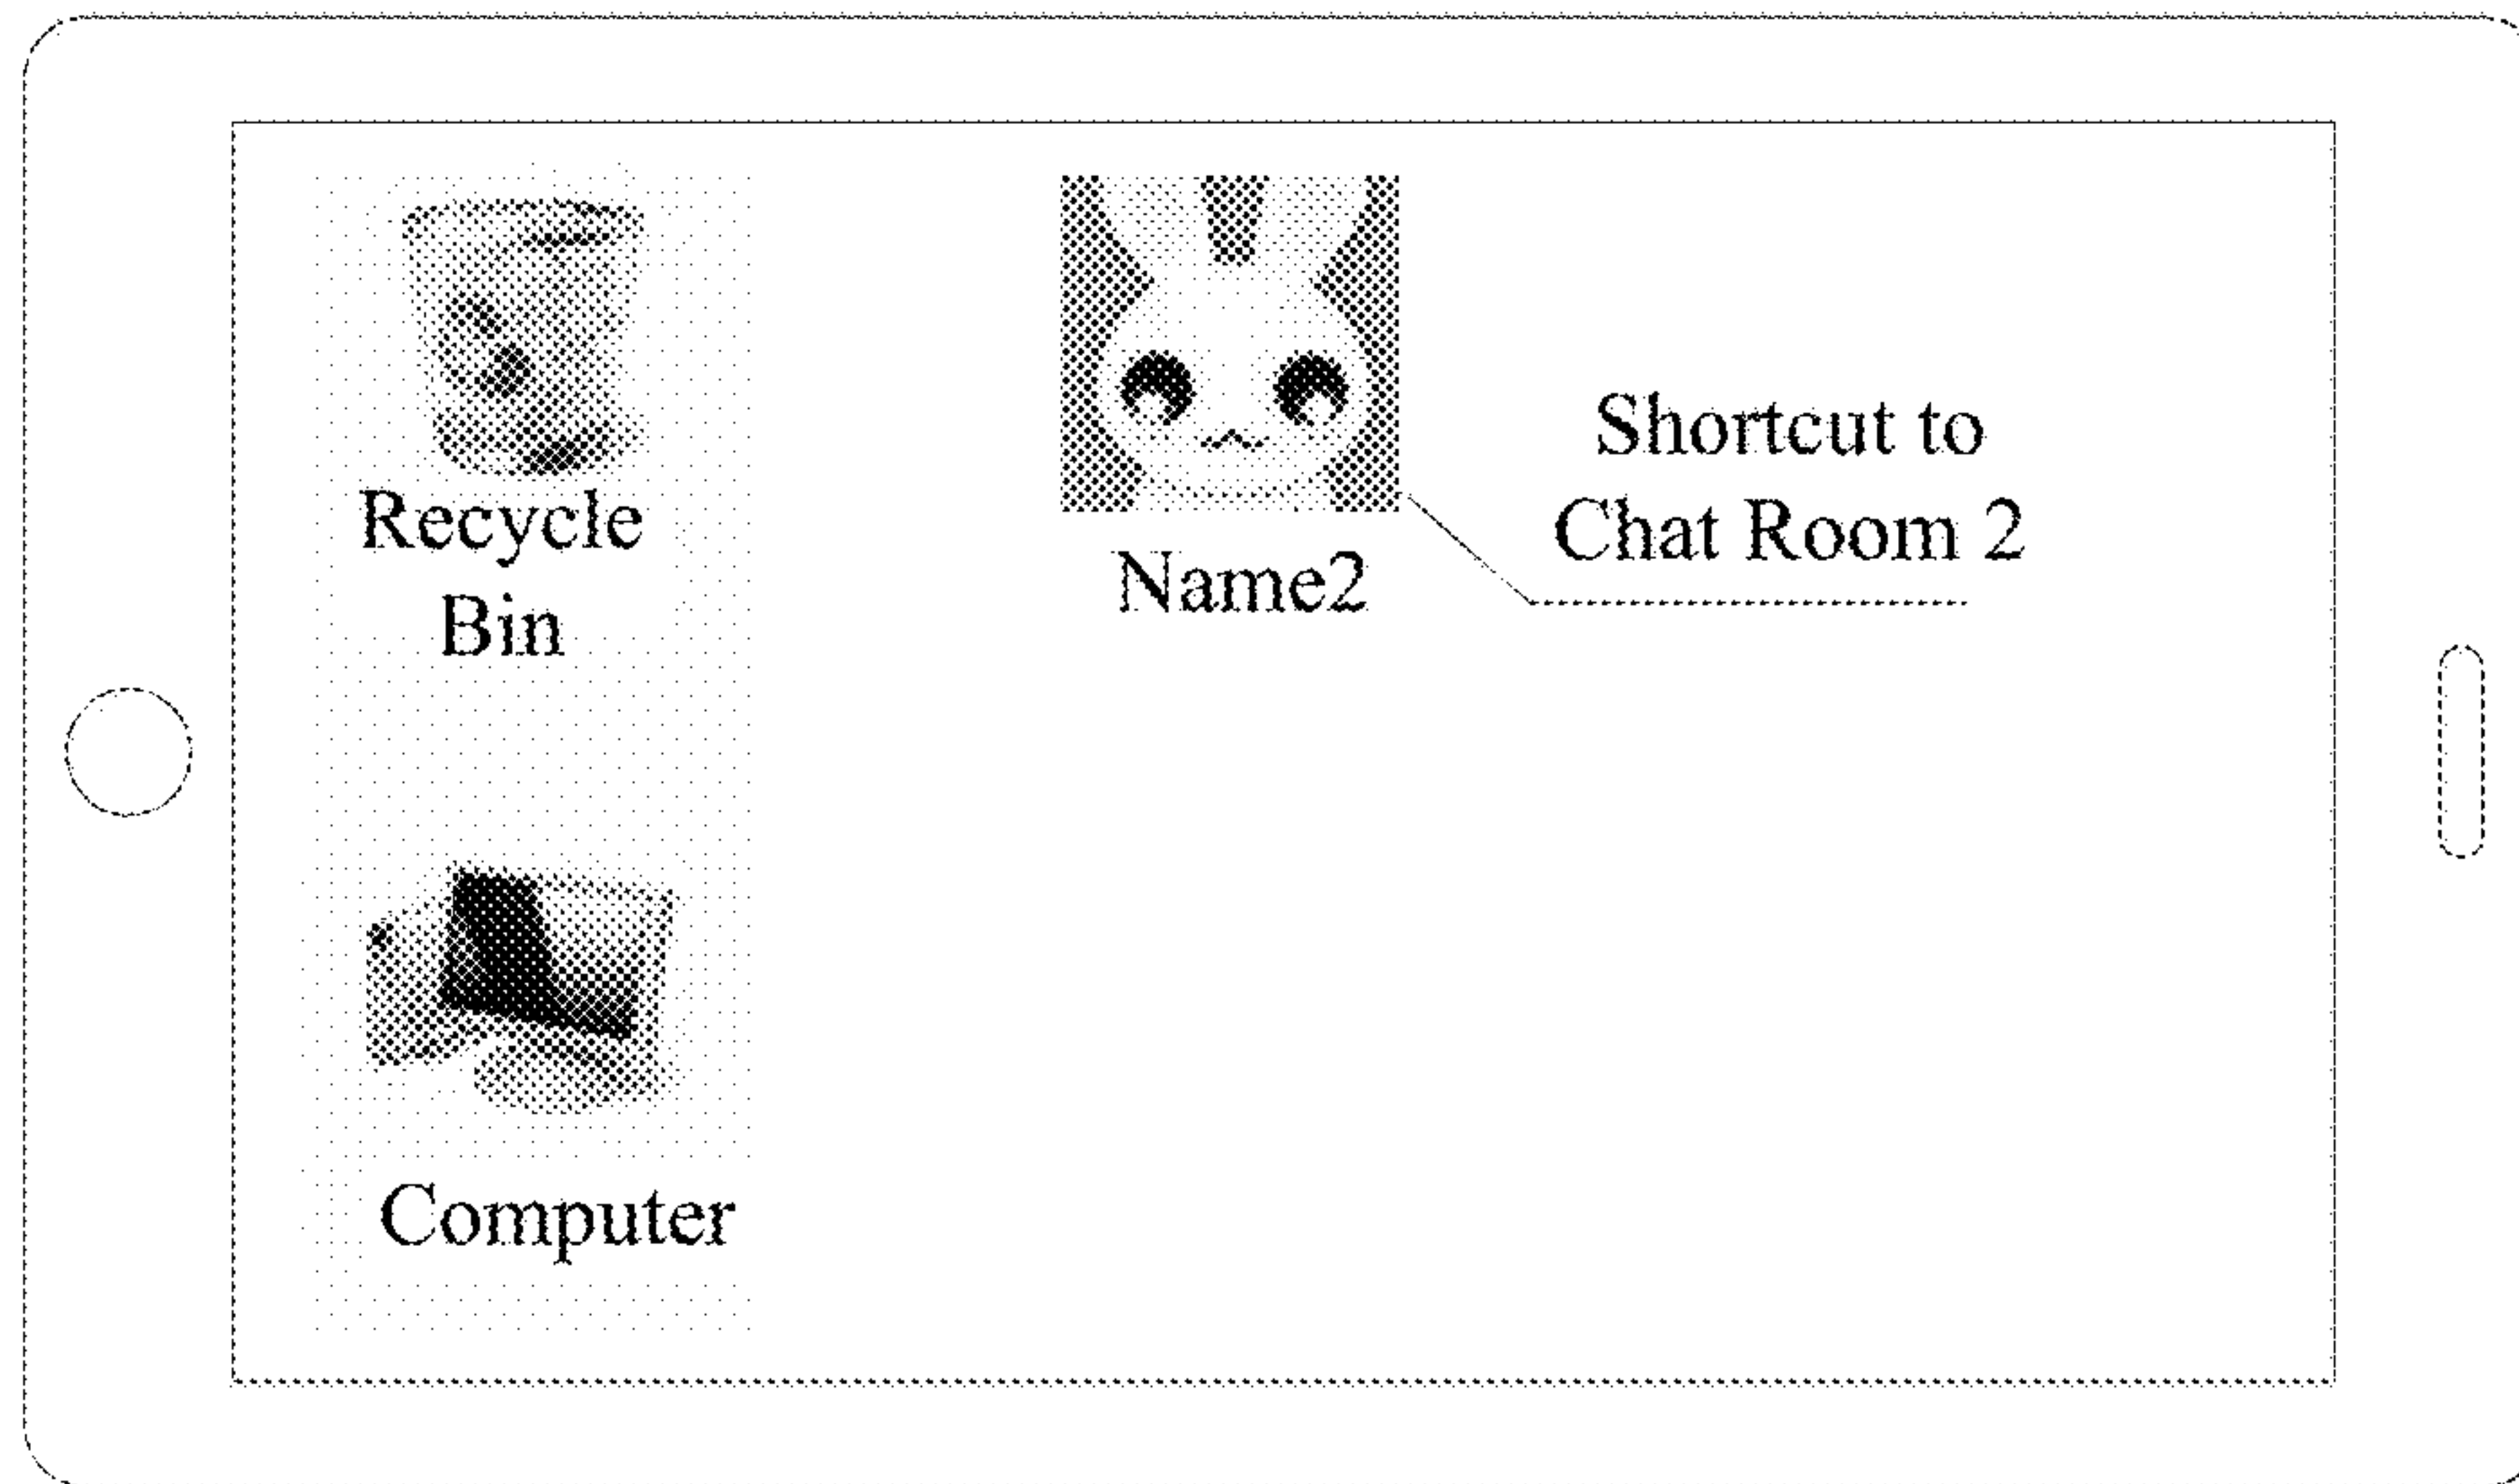 Recycle
Bin
Name2
Shortcut to
Chat Room 2
Computer